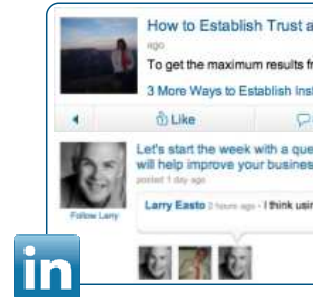 How to Establish Trust a
ago
To get the maximum results fr
3 More Ways to Establish Inst
Like
Let's start the week with a que
will help improve your busines
posted 1 day ago
Follow Larry
Larry Easto 2 hours ago - I think usin
in